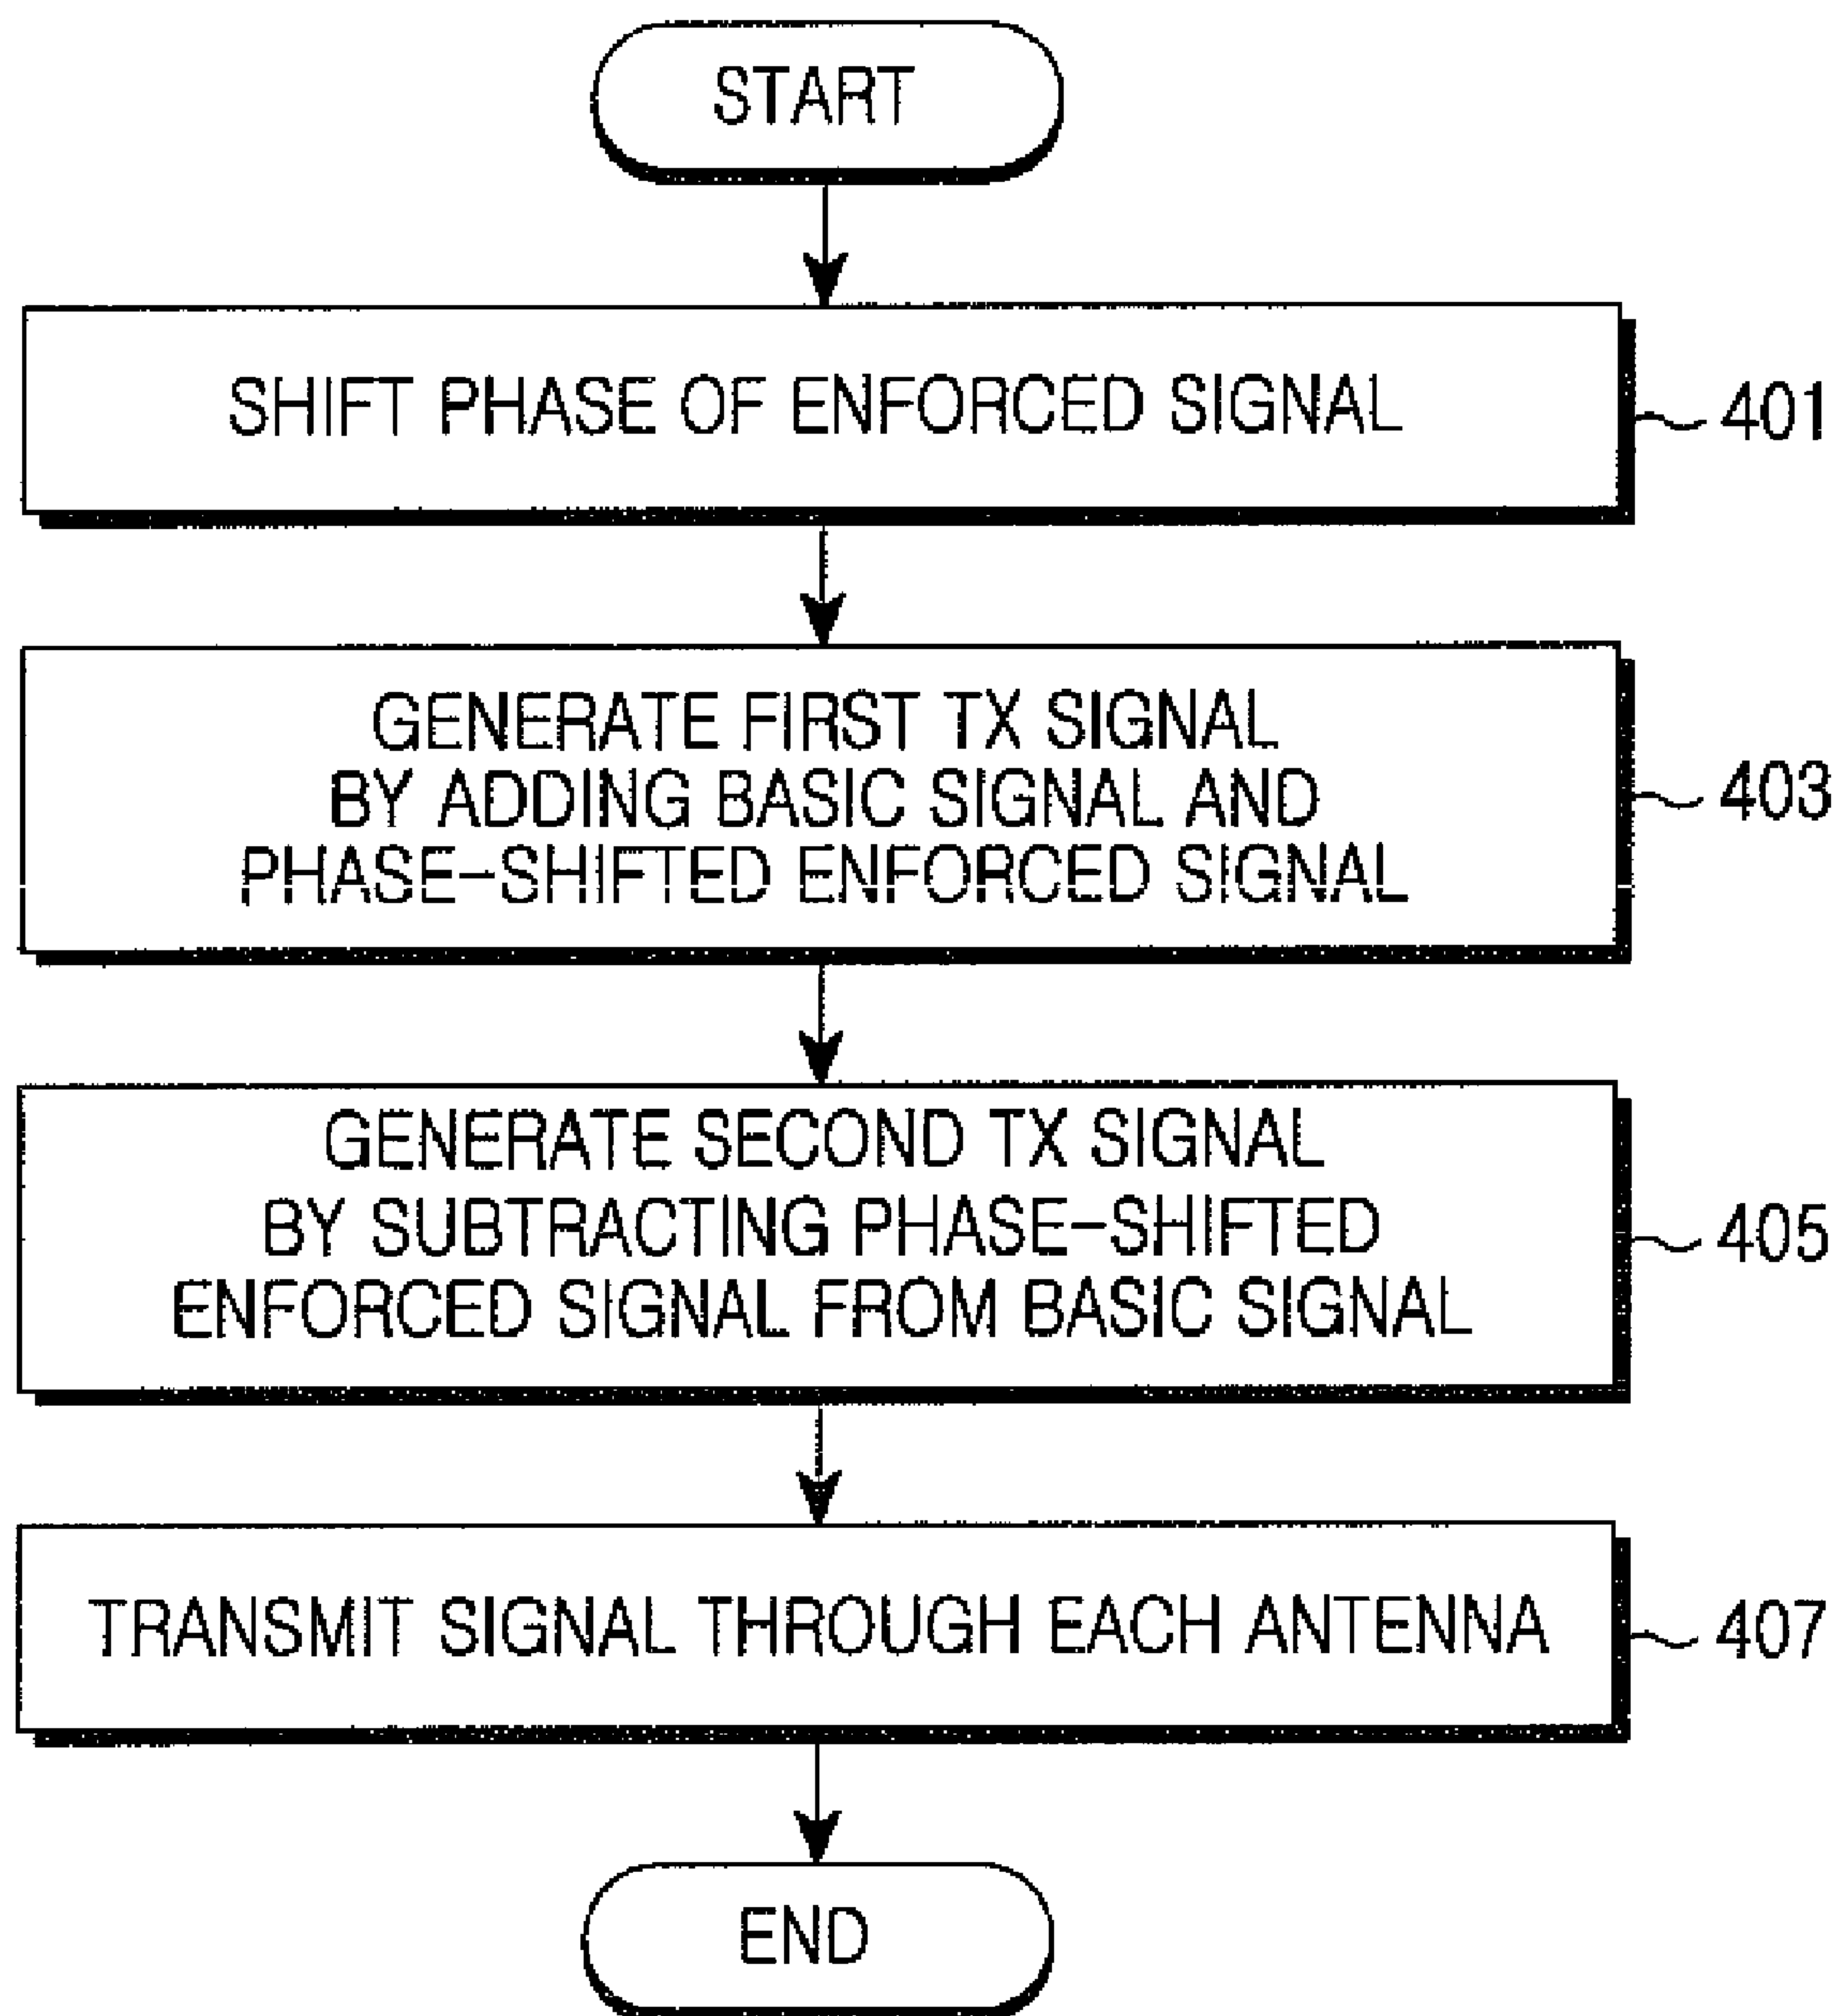 START
SHIFT PHASE OF ENFORCED SIGNAL
401
GENERATE FIRST TX SIGNAL
BY ADDING BASIC SIGNAL AND
PHASE-SHIFTED ENFORCED SIGNAL
403
GENERATE SECOND TX SIGNAL
BY SUBTRACTING PHASE-SHIFTED
ENFORCED SIGNAL FROM BASIC SIGNAL
405
TRANSMIT SIGNAL THROUGH EACH ANTENNA
407
END